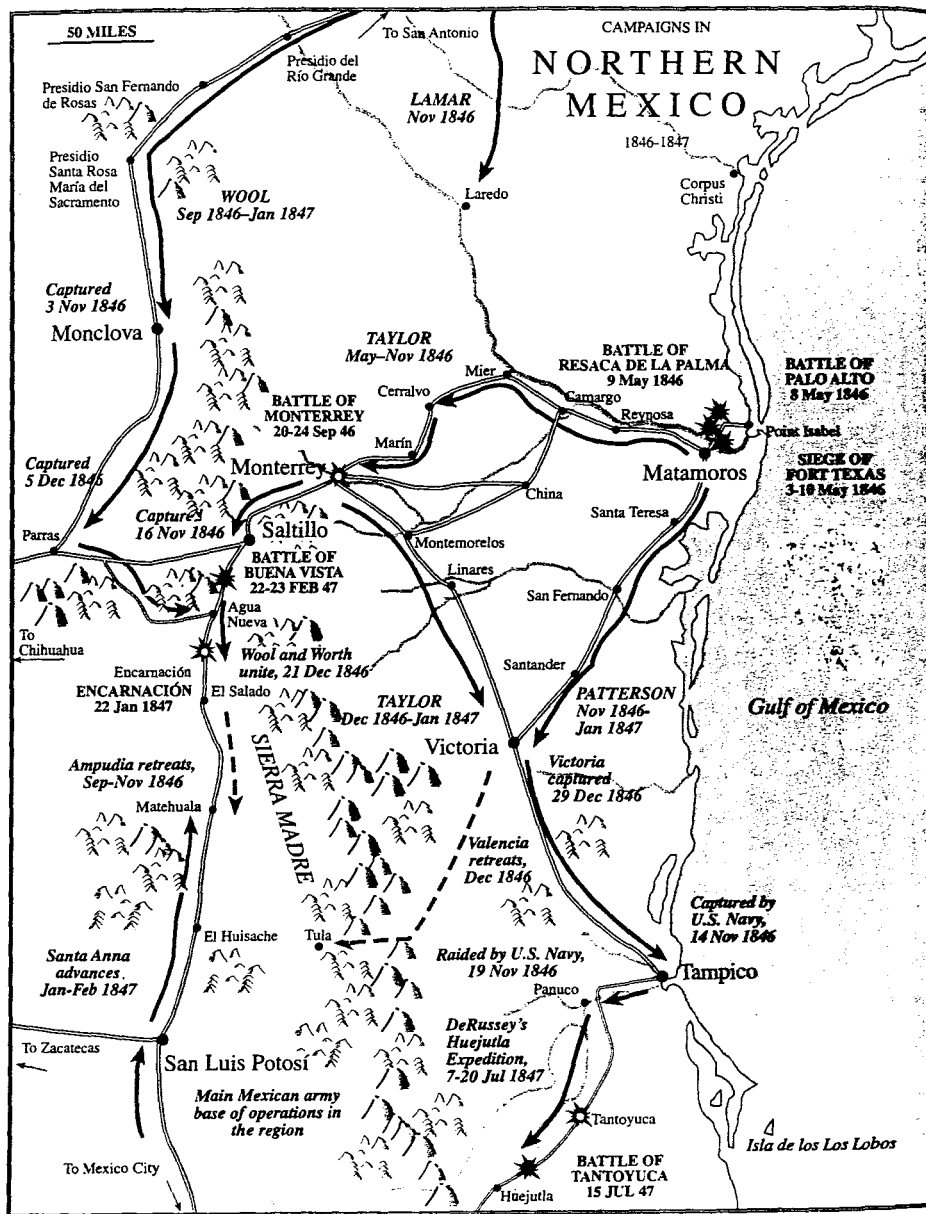 50 MILES
To San Antonio
CAMPAIGNS IN
NORTHERN
MEXICO
1846-1847
Presidio del
Río Grande
Presidio San Fernando
de Rosas
LAMAR
Nov 1846
Presidio
Santa Rosa
María del
Sacramento
Corpus
Christi
Laredo
WOOL
Sep 1846–Jan 1847
Captured
3 Nov 1846
Monclova
TAYLOR
May–Nov 1846
BATTLE OF
RESACA DE LA PALMA
9 May 1846
BATTLE OF
PALO ALTO
8 May 1846
Mier
Cerralvo
Camargo
Reynosa
BATTLE OF
MONTERREY
20-24 Sep 46
Point Isabel
Marín
Monterrey
Matamoros
SIEGE OF
FORT TEXAS
3-10 May 1846
Captured
5 Dec 1846
China
Captured
16 Nov 1846
Santa Teresa
Saltillo
Parras
Montemorelos
BATTLE OF
BUENA VISTA
22-23 FEB 47
Linares
San Fernando
Agua
Nueva
To
Chihuahua
Wool and Worth
unite, 21 Dec 1846
Santander
Encarnación
ENCARNACIÓN
22 Jan 1847
El Salado
TAYLOR
Dec 1846-Jan 1847
PATTERSON
Nov 1846-
Jan 1847
Gulf of Mexico
SIERRA MADRE
Victoria
Victoria
captured
29 Dec 1846
Ampudia retreats,
Sep-Nov 1846
Matehuala
Valencia
retreats,
Dec 1846
Captured by
U.S. Navy,
14 Nov 1846
El Huisache
Tula
Santa Anna
advances,
Jan-Feb 1847
Raided by U.S. Navy,
19 Nov 1846
Tampico
Panuco
DeRussey's
Huejutla
Expedition,
7-20 Jul 1847
To Zacatecas
San Luis Potosí
Main Mexican army
base of operations in
the region
Tantoyuca
Isla de los Los Lobos
To Mexico City
BATTLE OF
TANTOYUCA
15 JUL 47
Huejutla